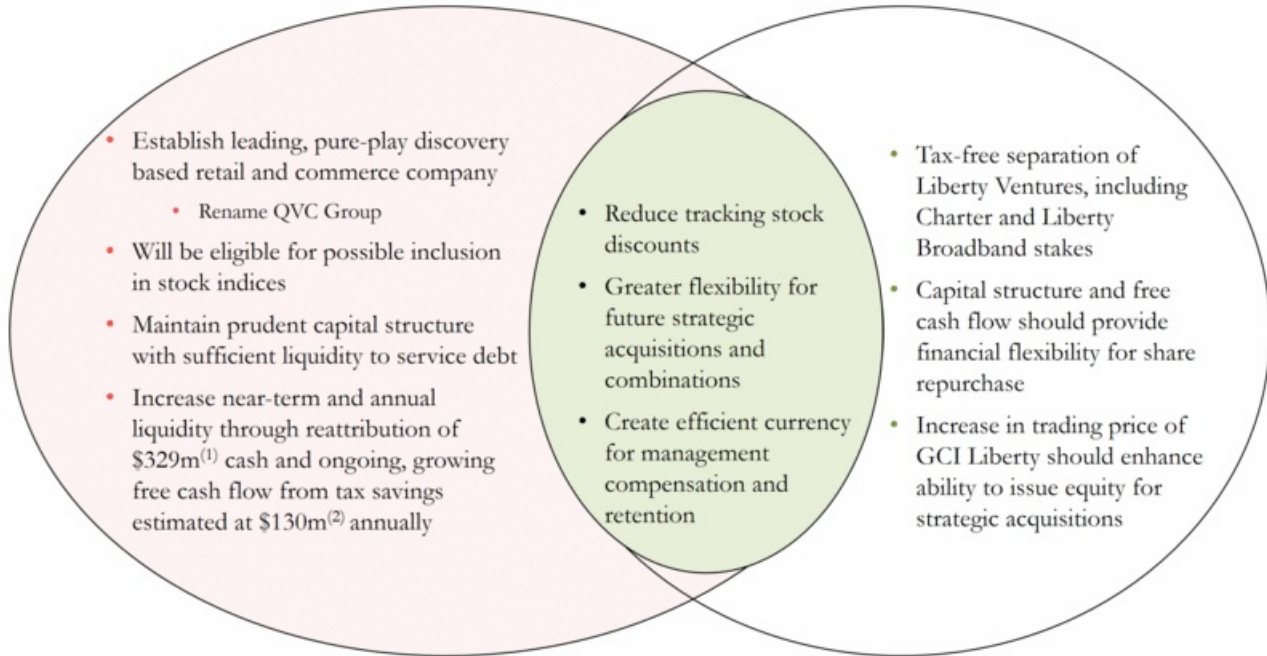 • Establish leading, pure-play discovery
based retail and commerce company
• Rename QVC Group
• Will be eligible for possible inclusion
in stock indices
• Maintain prudent capital structure
with sufficient liquidity to service debt
• Increase near-term and annual
liquidity through reattribution of
$329m(1) cash and ongoing, growing
free cash flow from tax savings
estimated at $130m(2) annually
• Reduce tracking stock
discounts
• Greater flexibility for
future strategic
acquisitions and
combinations
• Create efficient currency
for management
compensation and
retention
• Tax-free separation of
Liberty Ventures, including
Charter and Liberty
Broadband stakes
• Capital structure and free
cash flow should provide
financial flexibility for share
repurchase
• Increase in trading price of
GCI Liberty should enhance
ability to issue equity for
strategic acquisitions